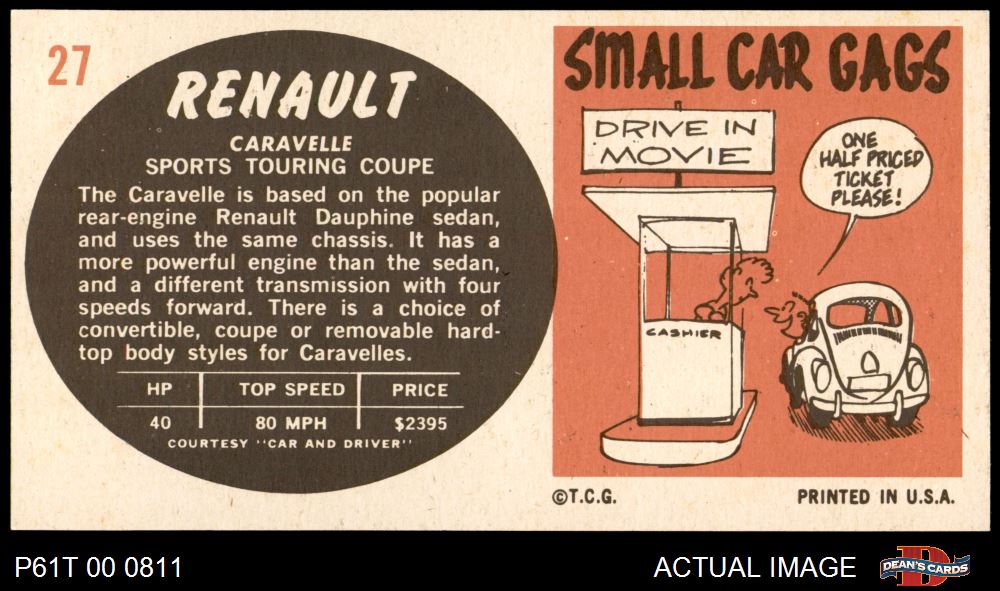 27
RENAULT
CARAVELLE
SPORTS TOURING COUPE
The Caravelle is based on the popular
rear-engine Renault Dauphine sedan,
and uses the same chassis. It has a
more powerful engine than the sedan,
and a different transmission with four
speeds forward. There is a choice of
convertible, coupe or removable hard-
top body styles for Caravelles.
HP TOP SPEED PRICE
40 80 MPH $2395
COURTESY "CAR AND DRIVER"
SMALL CAR GAGS
DRIVE IN
MOVIE
ONE
HALF PRICED
TICKET
PLEASE!
CASHIER
©T.C.G. PRINTED IN U.S.A.
P61T 00 0811 ACTUAL IMAGE
D
DEAN'S CARDS